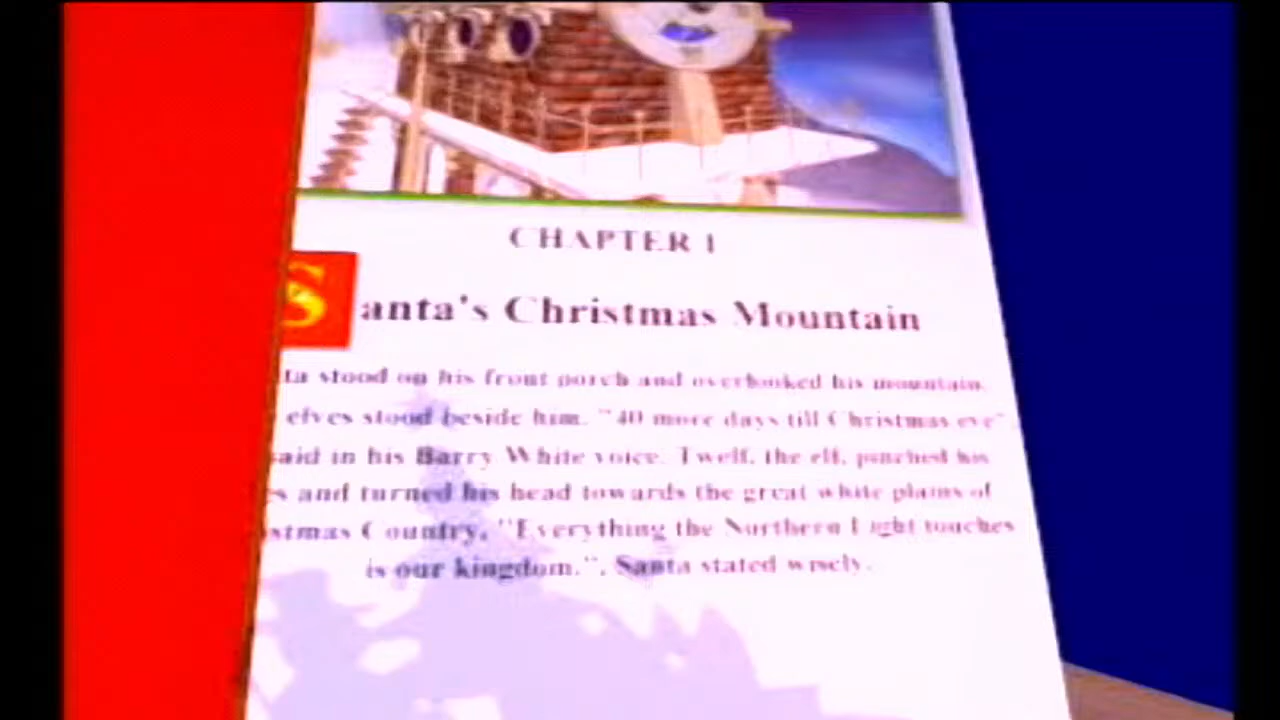 CHAPTER 1
Santa's Christmas Mountain
ta stood on his front porch and overlooked his mountain.
elves stood beside him. "40 more days till Christmas eve".
said in his Barry White voice. Twelf, the elf, pinched his
s and turned his head towards the great white plains of
stmas Country. "Everything the Northern Light touches
is our kingdom.". Santa stated wisely.